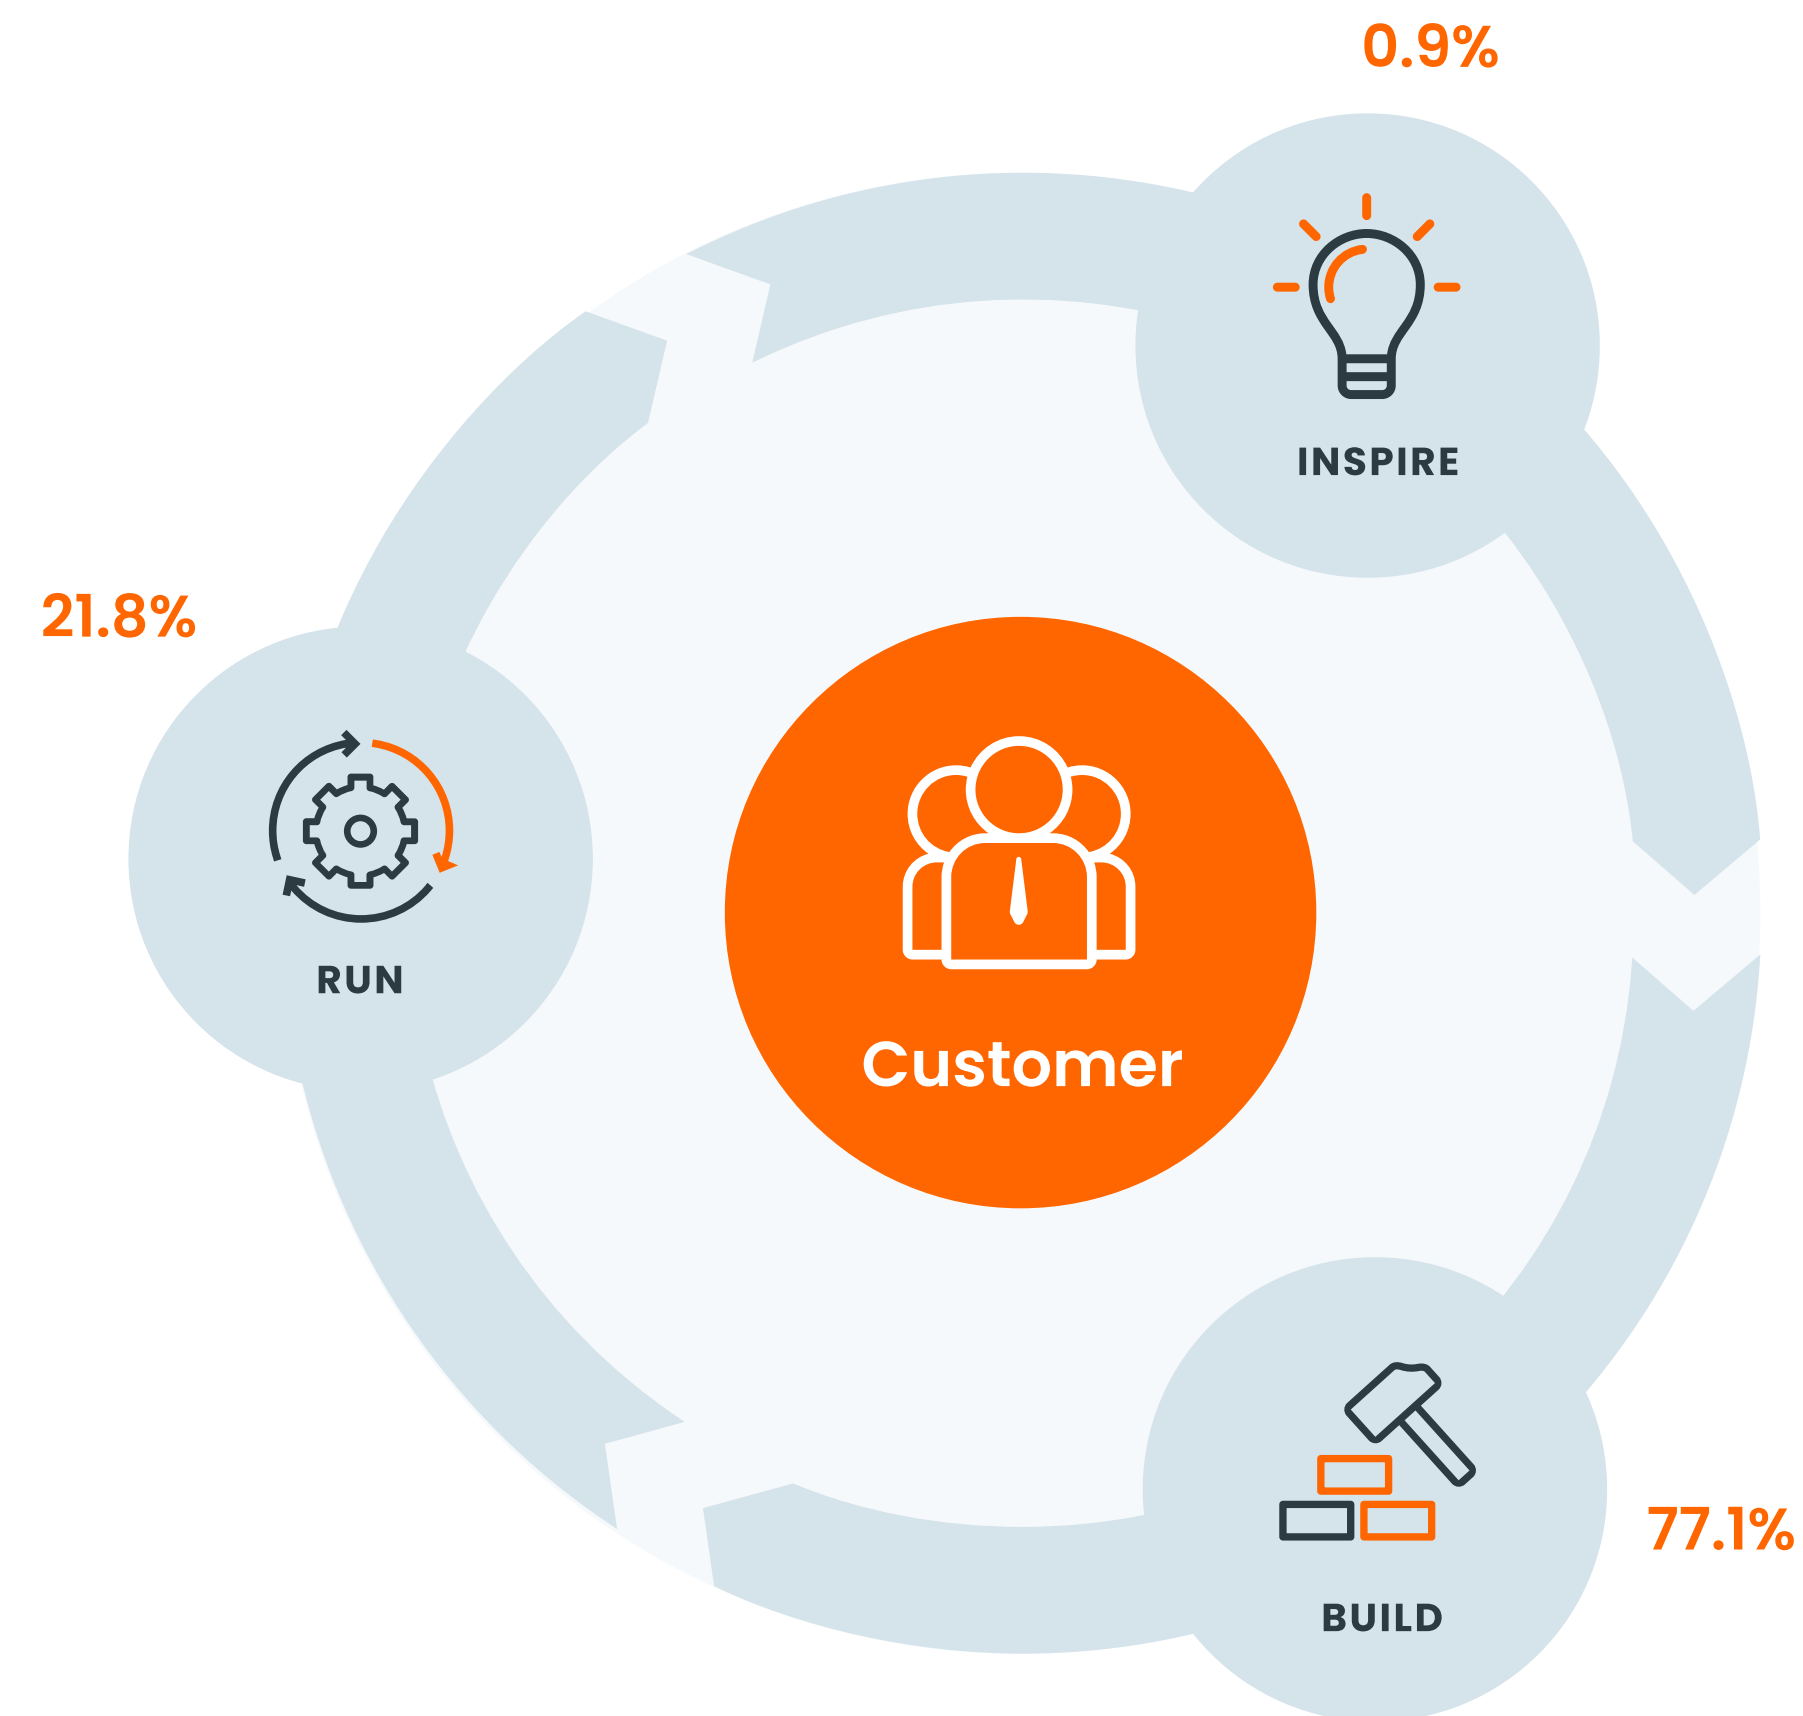 0.9%
INSPIRE
21.8%
RUN
Customer
77.1%
BUILD